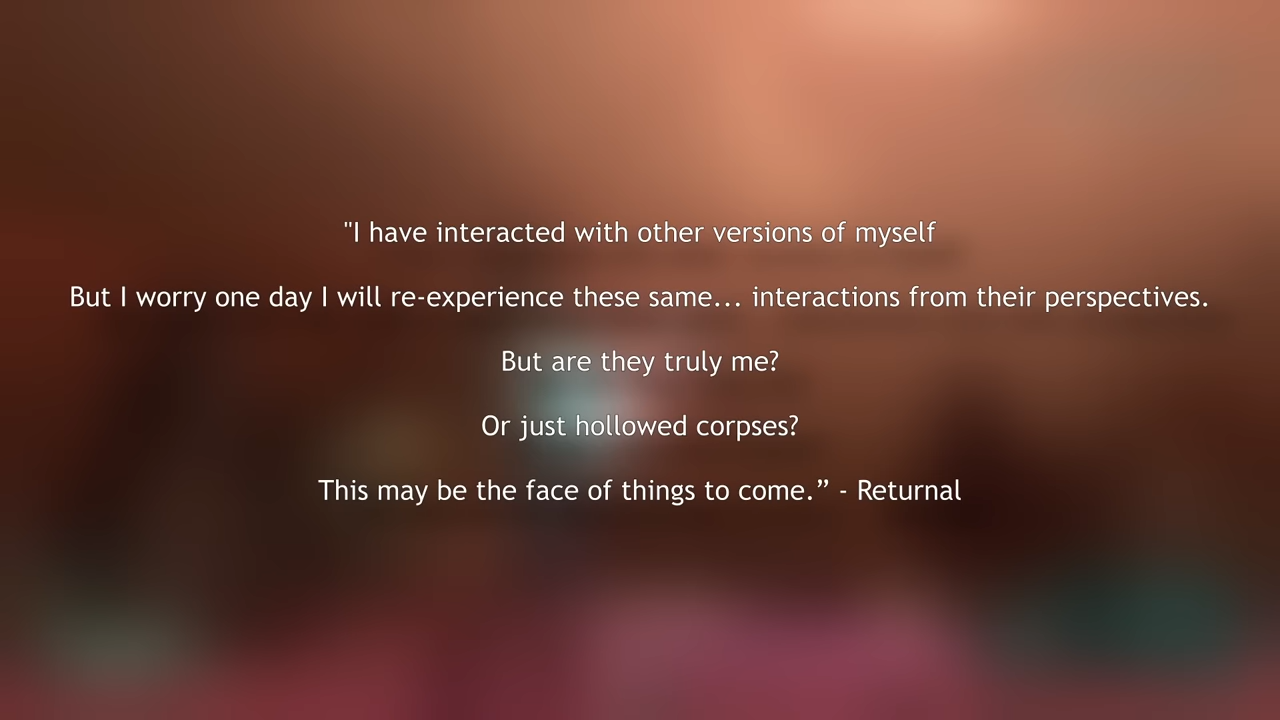 "I have interacted with other versions of myself
But I worry one day I will re-experience these same... interactions from their perspectives.
But are they truly me?
Or just hollowed corpses?
This may be the face of things to come.” - Returnal